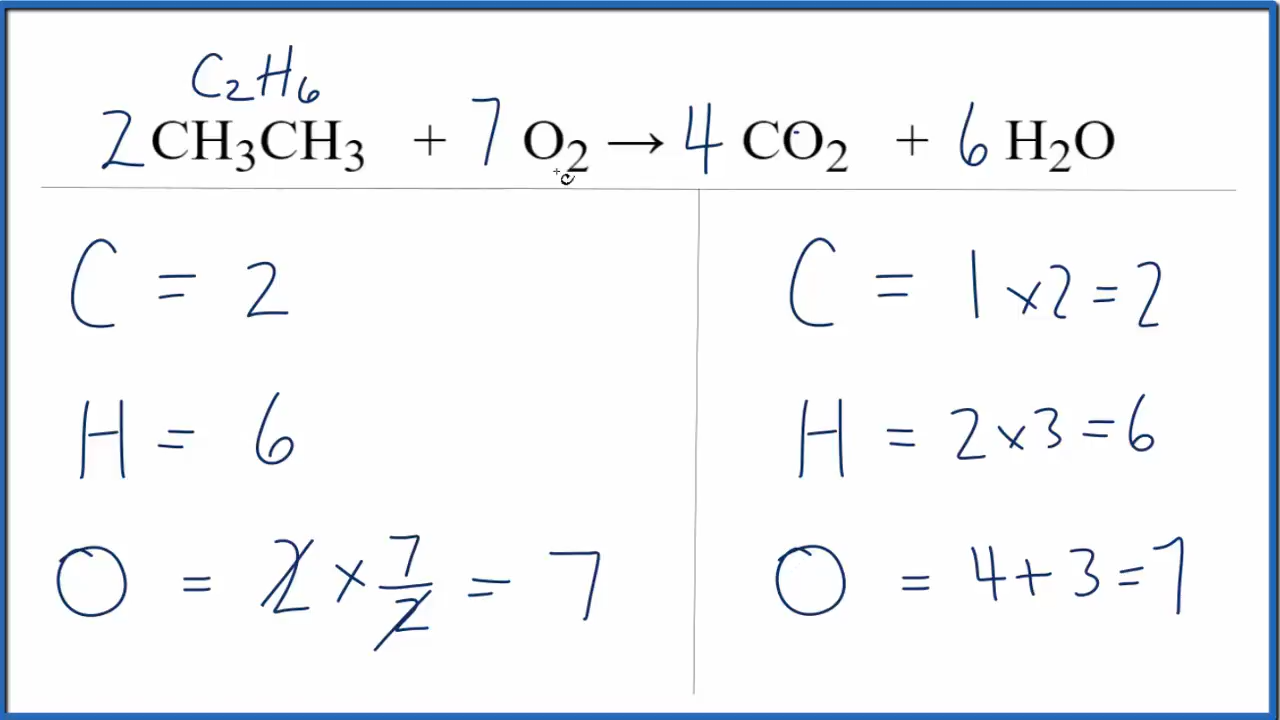 C₂H₆
2 CH₃CH₃ + 7 O₂ → 4 CO₂ + 6 H₂O
C = 2
C = 1 × 2 = 2
H = 6
H = 2 × 3 = 6
O = 2 × 7/2 = 7
O = 4 + 3 = 7